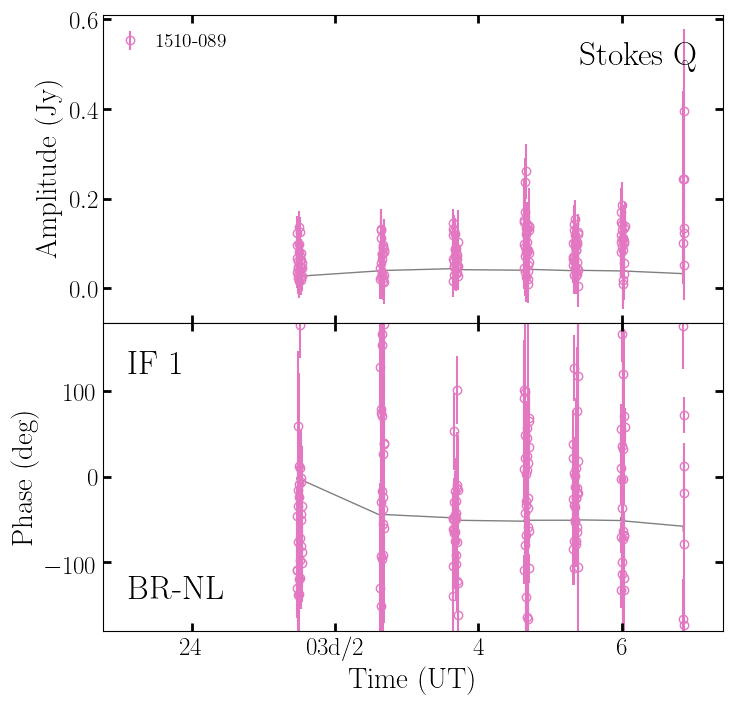 0.6
1510-089
Stokes Q
0.4
0.2
0.0
Amplitude (Jy)
IF 1
100
0
−100
Phase (deg)
BR-NL
24 03d/2 4 6
Time (UT)